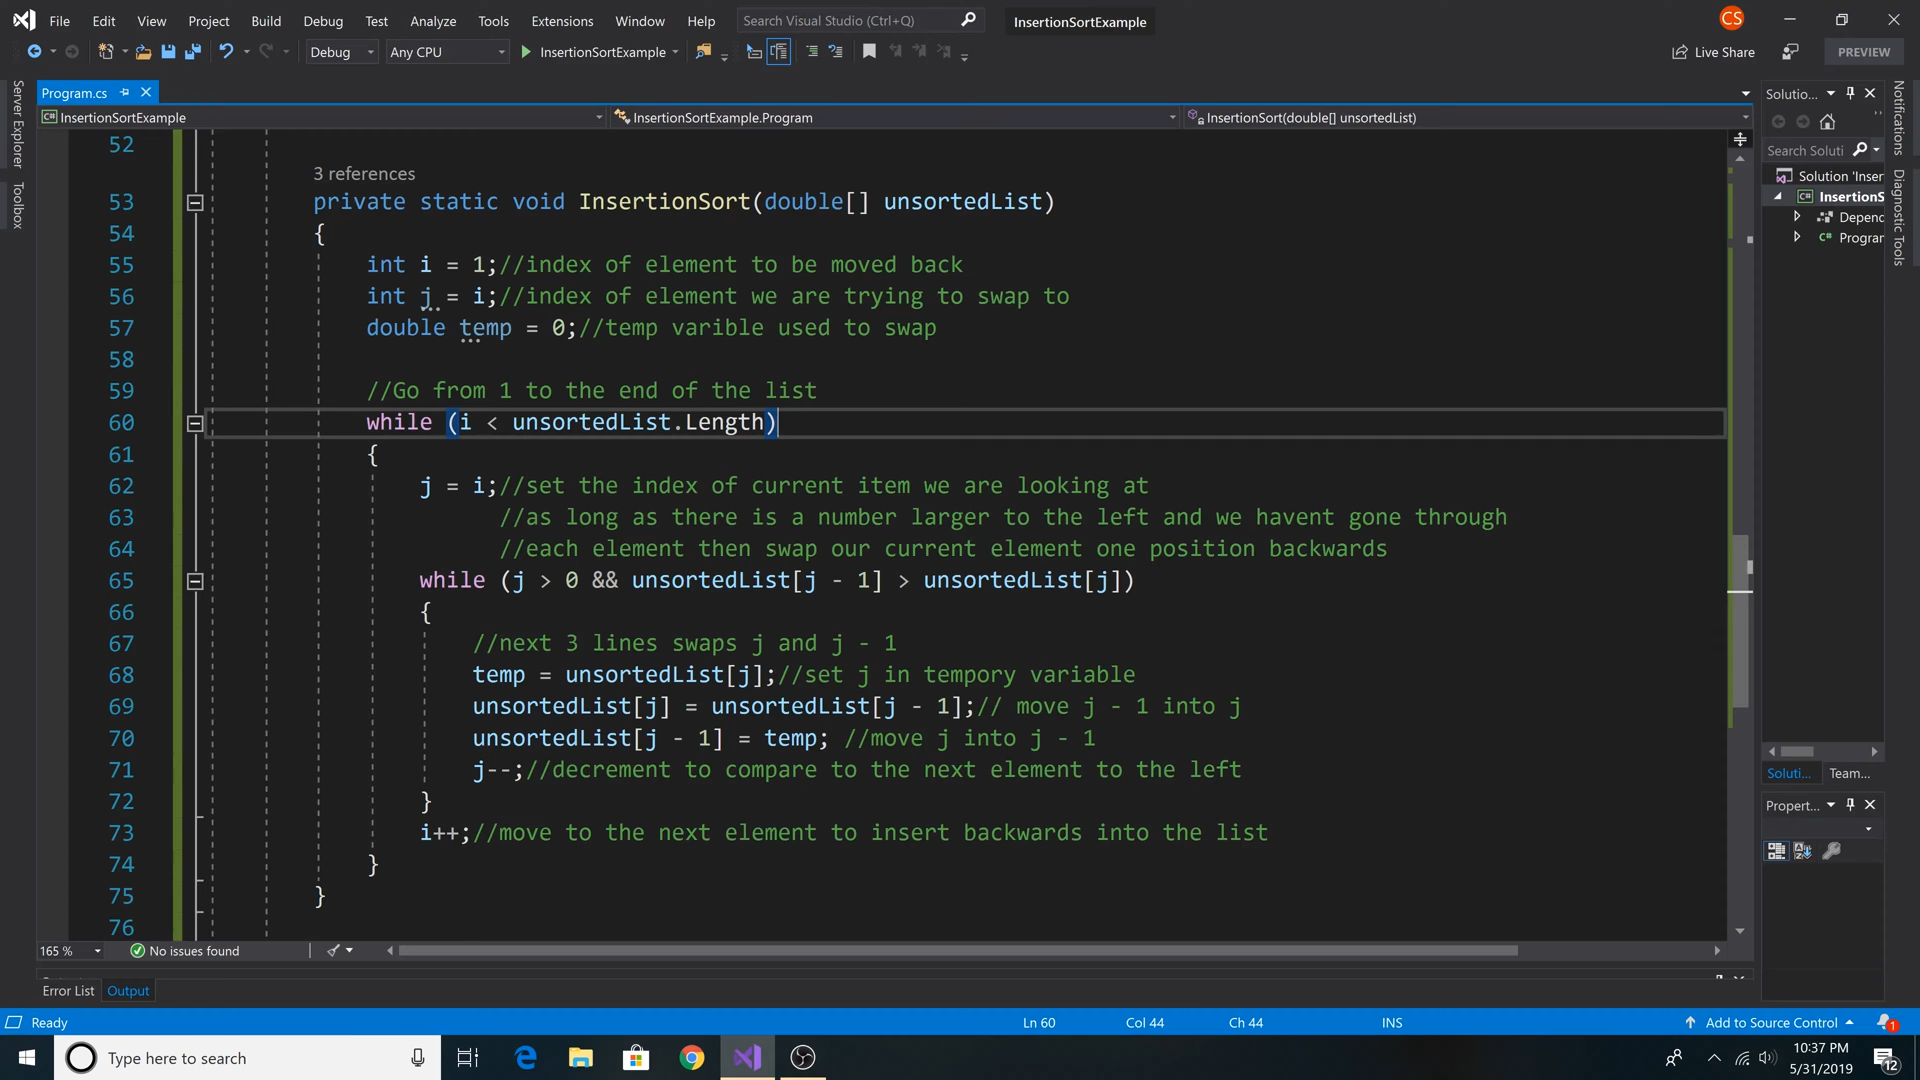 File Edit View Project Build Debug Test Analyze Tools Extensions Window Help Search Visual Studio (Ctrl+Q) InsertionSortExample CS
Debug Any CPU InsertionSortExample Live Share PREVIEW
Server Explorer
Toolbox
Program.cs
InsertionSortExample InsertionSortExample.Program InsertionSort(double[] unsortedList)
52
3 references
53 private static void InsertionSort(double[] unsortedList)
54 {
55 int i = 1;//index of element to be moved back
56 int j = i;//index of element we are trying to swap to
57 double temp = 0;//temp varible used to swap
58
59 //Go from 1 to the end of the list
60 while (i < unsortedList.Length)
61 {
62 j = i;//set the index of current item we are looking at
63 //as long as there is a number larger to the left and we havent gone through
64 //each element then swap our current element one position backwards
65 while (j > 0 && unsortedList[j - 1] > unsortedList[j])
66 {
67 //next 3 lines swaps j and j - 1
68 temp = unsortedList[j];//set j in tempory variable
69 unsortedList[j] = unsortedList[j - 1];// move j - 1 into j
70 unsortedList[j - 1] = temp; //move j into j - 1
71 j--;//decrement to compare to the next element to the left
72 }
73 i++;//move to the next element to insert backwards into the list
74 }
75 }
76
165 % No issues found
Error List Output
Solutio...
Search Soluti
Solution 'Inser
InsertionS
Depend
Program
Soluti... Team...
Propert...
Notifications
Diagnostic Tools
Ready Ln 60 Col 44 Ch 44 INS Add to Source Control 1
Type here to search 10:37 PM
5/31/2019 12